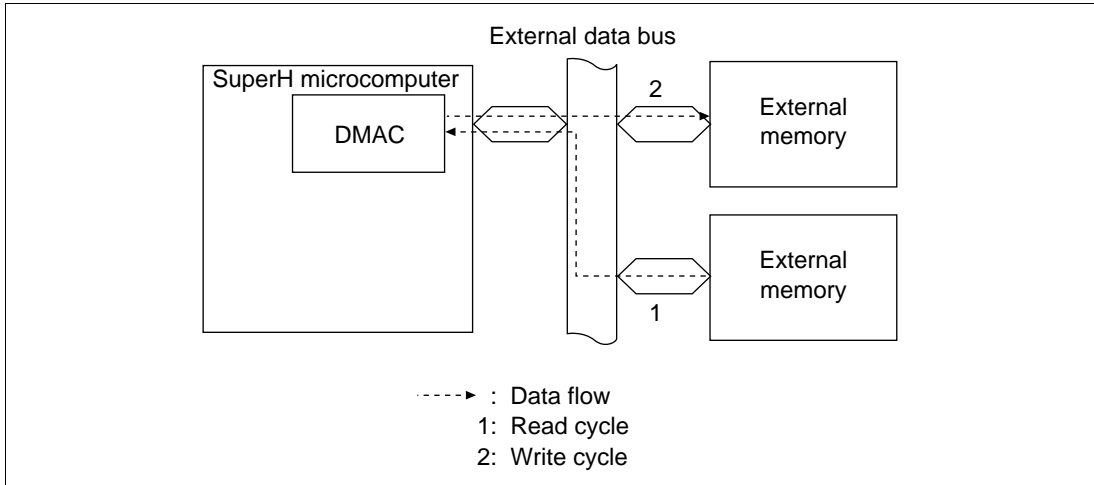 External data bus
SuperH microcomputer
DMAC
2
External
memory
External
memory
1
: Data flow
1: Read cycle
2: Write cycle